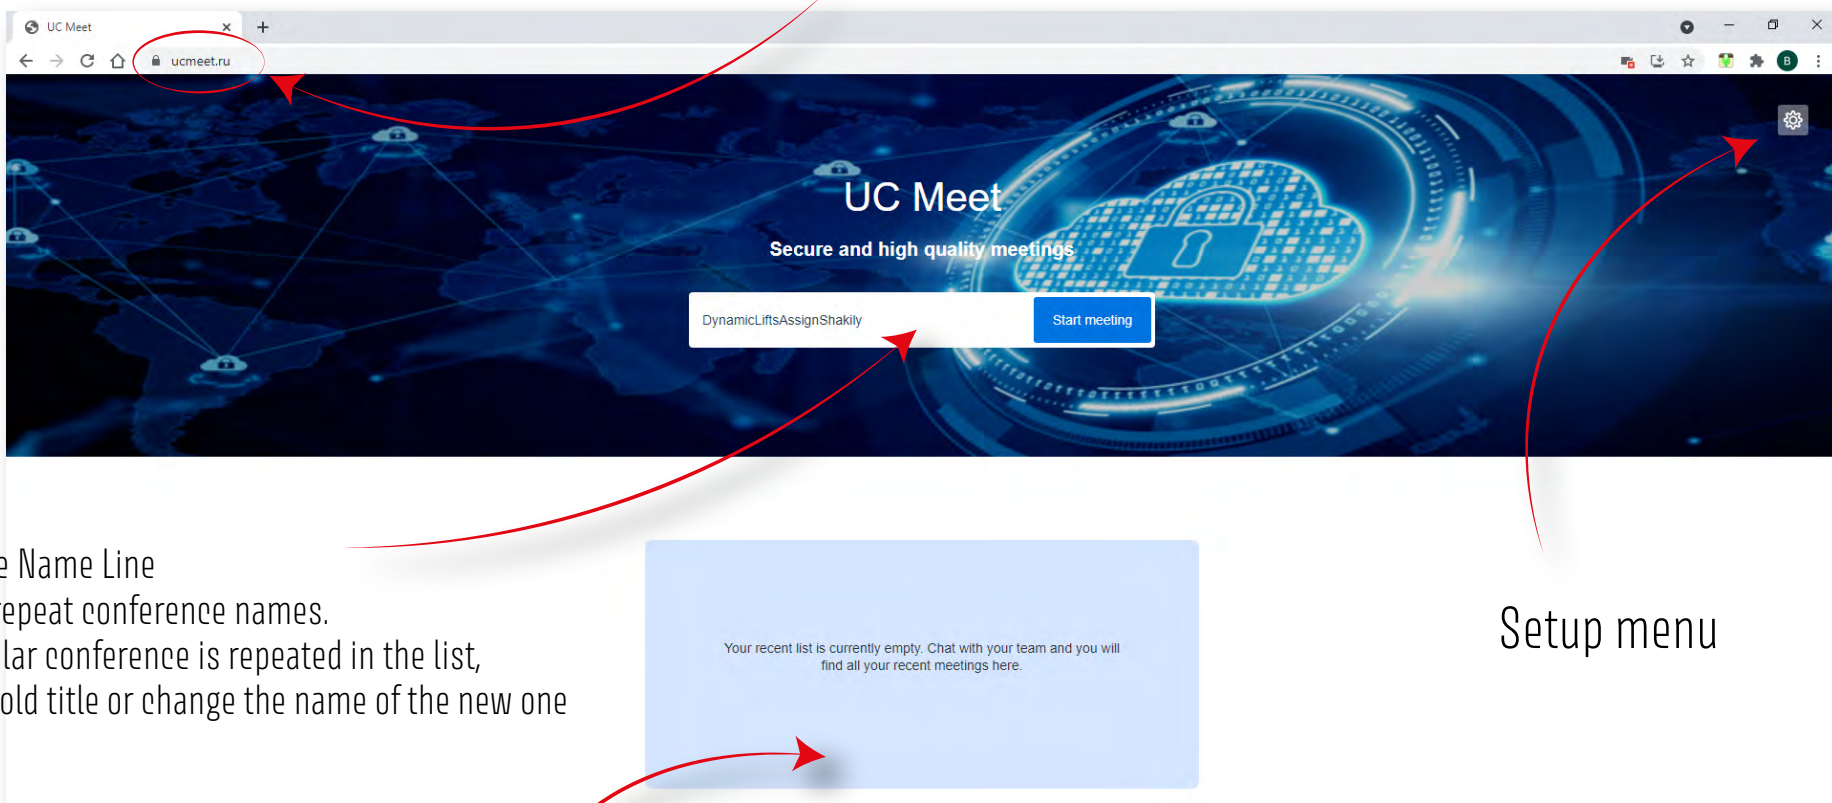 UC Meet
ucmeet.ru
B
UC Meet
Secure and high quality meetings
DynamicLiftsAssignShakily
Start meeting
e Name Line
repeat conference names.
lar conference is repeated in the list,
old title or change the name of the new one
Your recent list is currently empty. Chat with your team and you will
find all your recent meetings here.
Setup menu